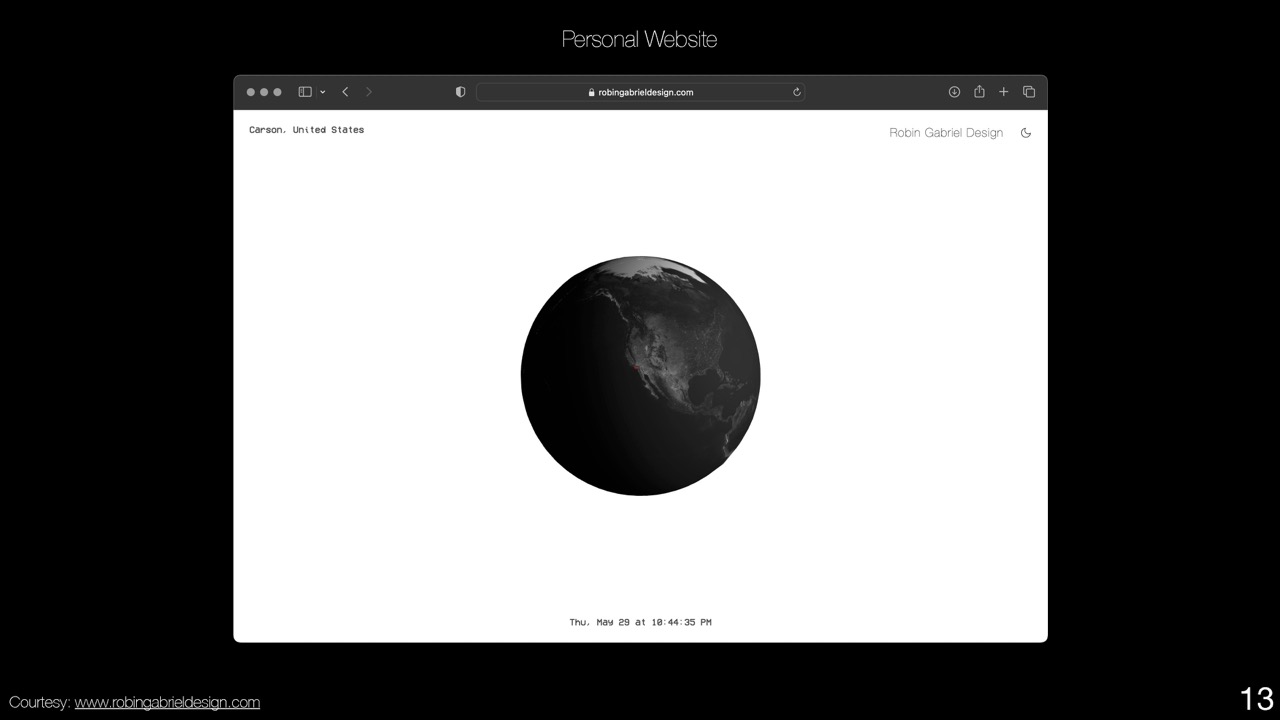 Personal Website
robingabrieldesign.com
Carson, United States
Robin Gabriel Design
Thu, May 29 at 10:44:35 PM
Courtesy: www.robingabrieldesign.com
13